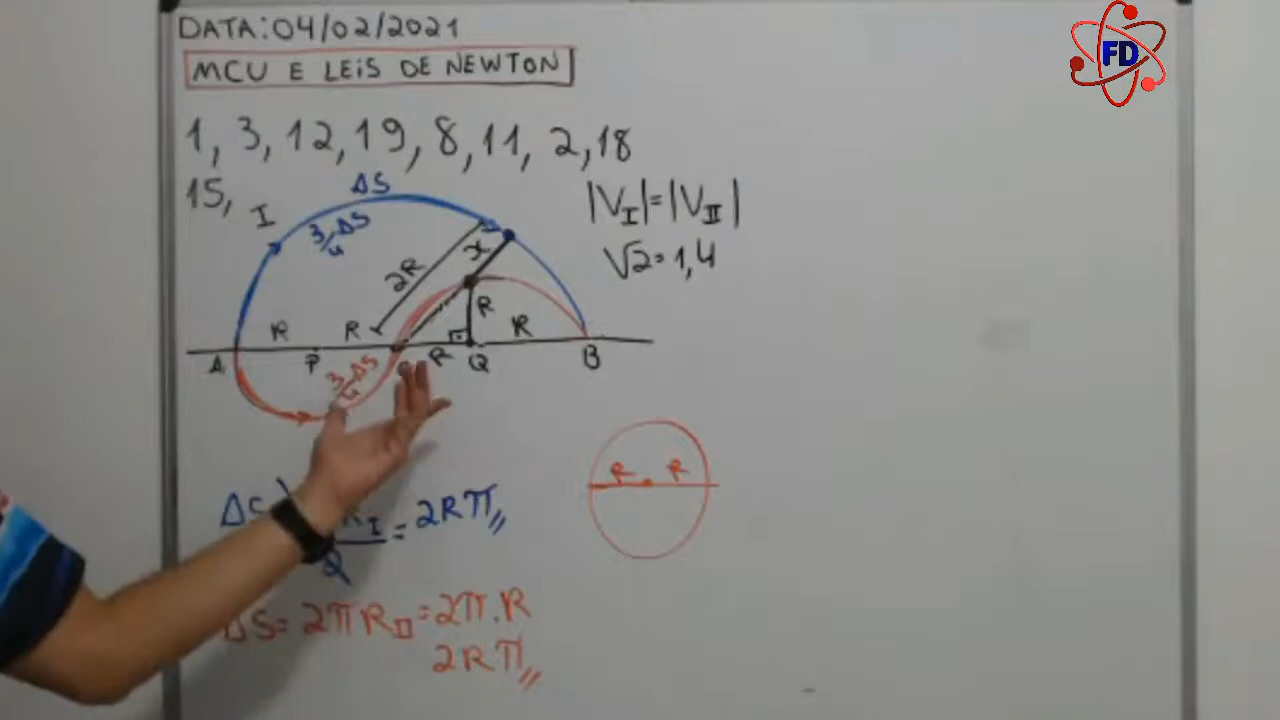 DATA: 04/02/2021
FD
MCU E LEIS DE NEWTON
1, 3, 12, 19, 8, 11, 2, 18
15,
I
ΔS
3/4 ΔS
|V_I| = |V_II|
√2 = 1,4
2R
x
R
R
R
R
R
A
P
Q
B
3/4 ΔS
R R
= 2Rπ
ΔS = 2πR_II = 2π.R
2Rπ